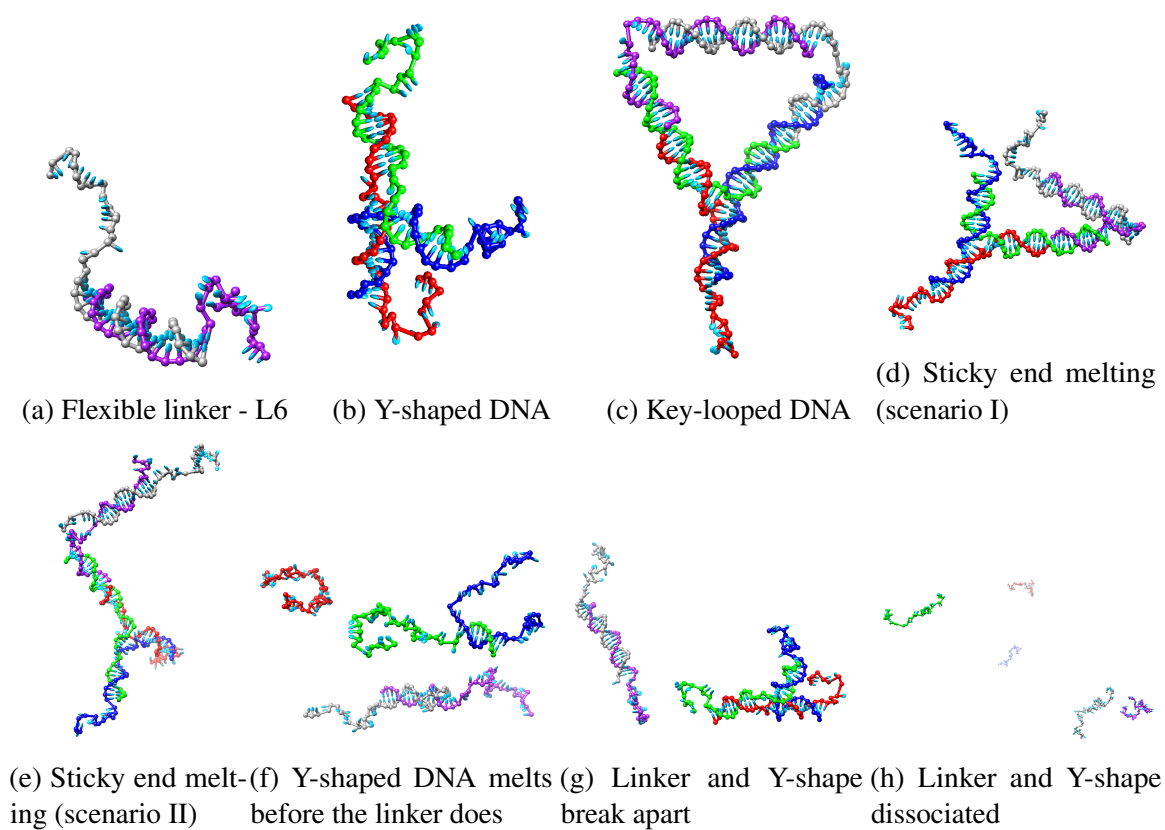 (a) Flexible linker - L6
(b) Y-shaped DNA
(c) Key-looped DNA
(d) Sticky end melting
(scenario I)
(e) Sticky end melt-
ing (scenario II)
(f) Y-shaped DNA melts
before the linker does
(g) Linker and Y-shape
break apart
(h) Linker and Y-shape
dissociated